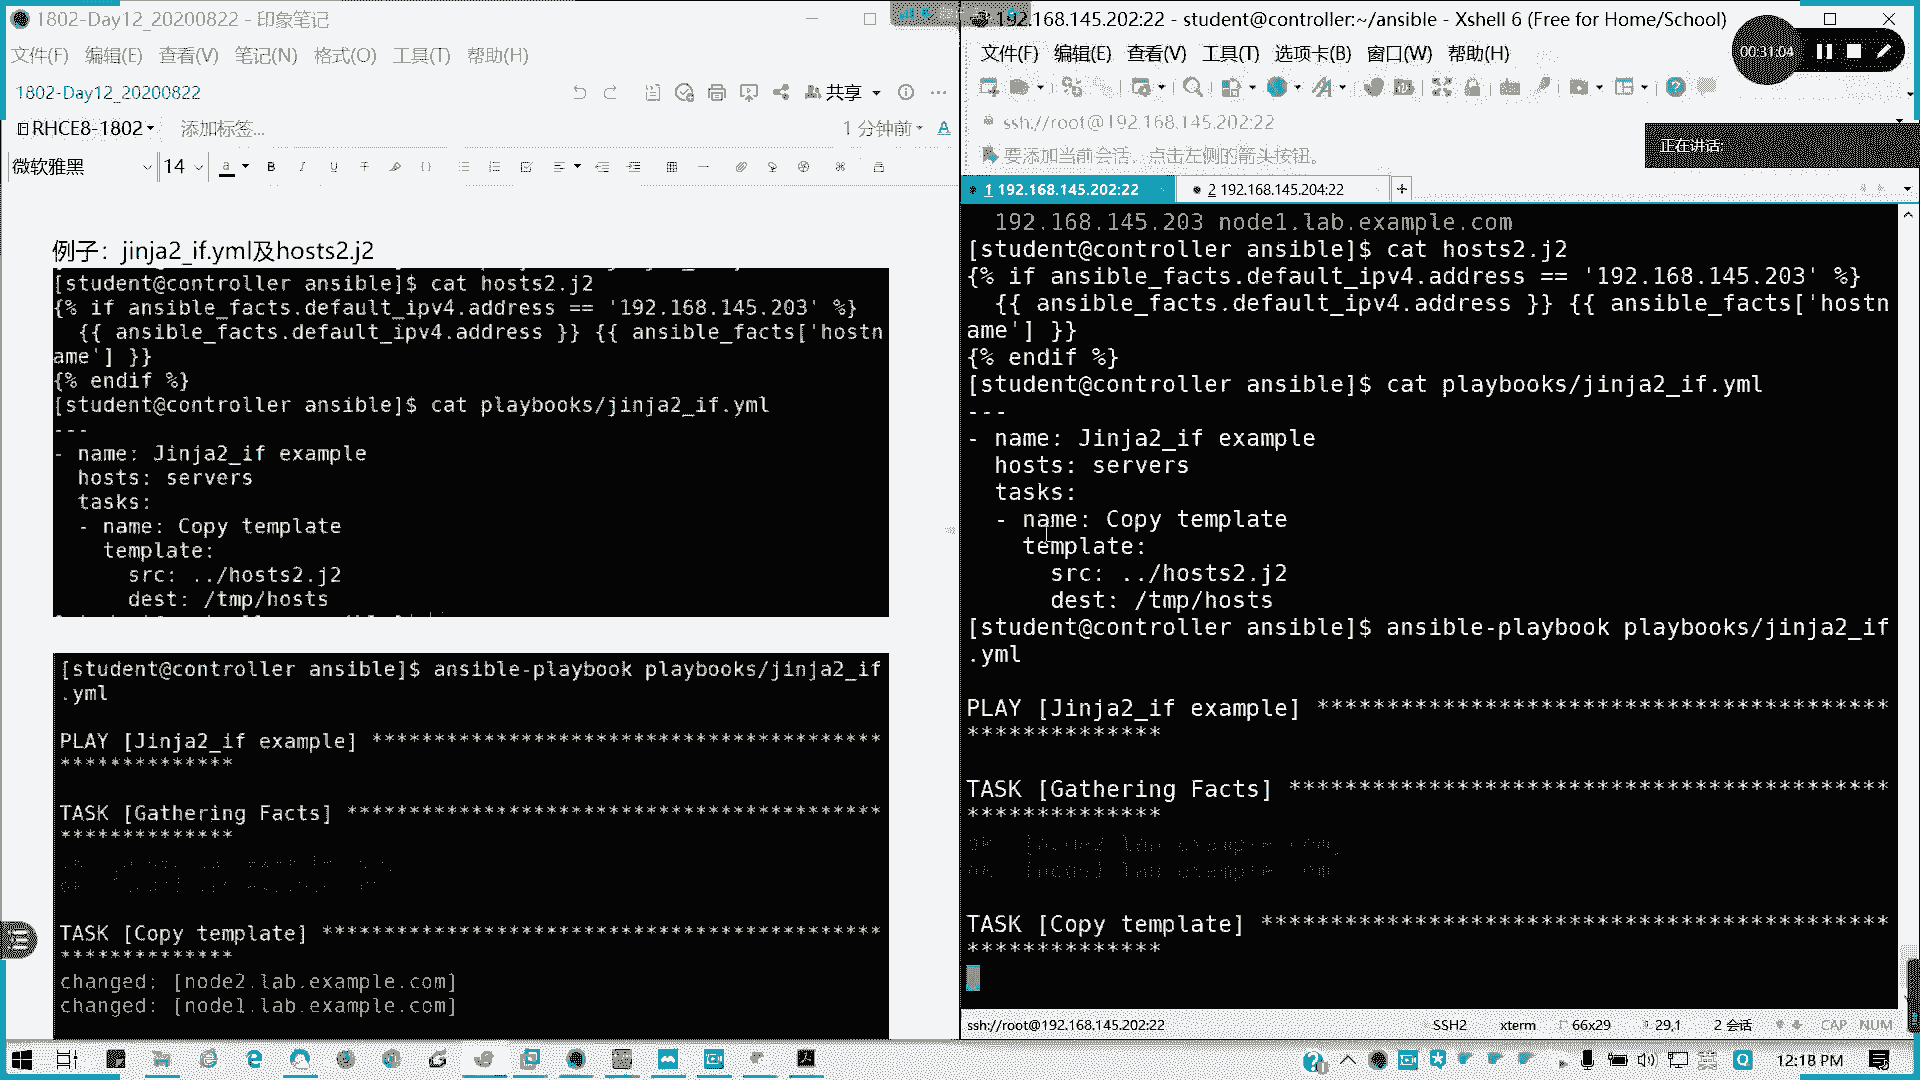 1802-Day12_20200822 - 印象笔记
文件(F) 编辑(E) 查看(V) 笔记(N) 格式(O) 工具(T) 帮助(H)
1802-Day12_20200822
共享
RHCE8-1802
添加标签...
1 分钟前
微软雅黑
14
例子：jinja2_if.yml及hosts2.j2
[student@controller ansible]$ cat hosts2.j2
{% if ansible_facts.default_ipv4.address == '192.168.145.203' %}
  {{ ansible_facts.default_ipv4.address }} {{ ansible_facts['hostn
ame'] }}
{% endif %}
[student@controller ansible]$ cat playbooks/jinja2_if.yml
---
- name: Jinja2_if example
  hosts: servers
  tasks:
  - name: Copy template
    template:
      src: ../hosts2.j2
      dest: /tmp/hosts
[student@controller ansible]$ ansible-playbook playbooks/jinja2_if
.yml
PLAY [Jinja2_if example] *****************************************
**************
TASK [Gathering Facts] *******************************************
**************
TASK [Copy template] *********************************************
**************
changed: [node2.lab.example.com]
changed: [node1.lab.example.com]
192.168.145.202:22 - student@controller:~/ansible - Xshell 6 (Free for Home/School)
00:31:04
文件(F) 编辑(E) 查看(V) 工具(T) 选项卡(B) 窗口(W) 帮助(H)
ssh://root@192.168.145.202:22
正在讲话:
要添加当前会话，点击左侧的箭头按钮。
1 192.168.145.202:22
2 192.168.145.204:22
  192.168.145.203 node1.lab.example.com
[student@controller ansible]$ cat hosts2.j2
{% if ansible_facts.default_ipv4.address == '192.168.145.203' %}
  {{ ansible_facts.default_ipv4.address }} {{ ansible_facts['hostn
ame'] }}
{% endif %}
[student@controller ansible]$ cat playbooks/jinja2_if.yml
---
- name: Jinja2_if example
  hosts: servers
  tasks:
  - name: Copy template
    template:
      src: ../hosts2.j2
      dest: /tmp/hosts
[student@controller ansible]$ ansible-playbook playbooks/jinja2_if
.yml
PLAY [Jinja2_if example] *****************************************
**************
TASK [Gathering Facts] *******************************************
**************
TASK [Copy template] *********************************************
**************
ssh://root@192.168.145.202:22
SSH2
xterm
66x29
29,1
2 会话
CAP NUM
12:18 PM